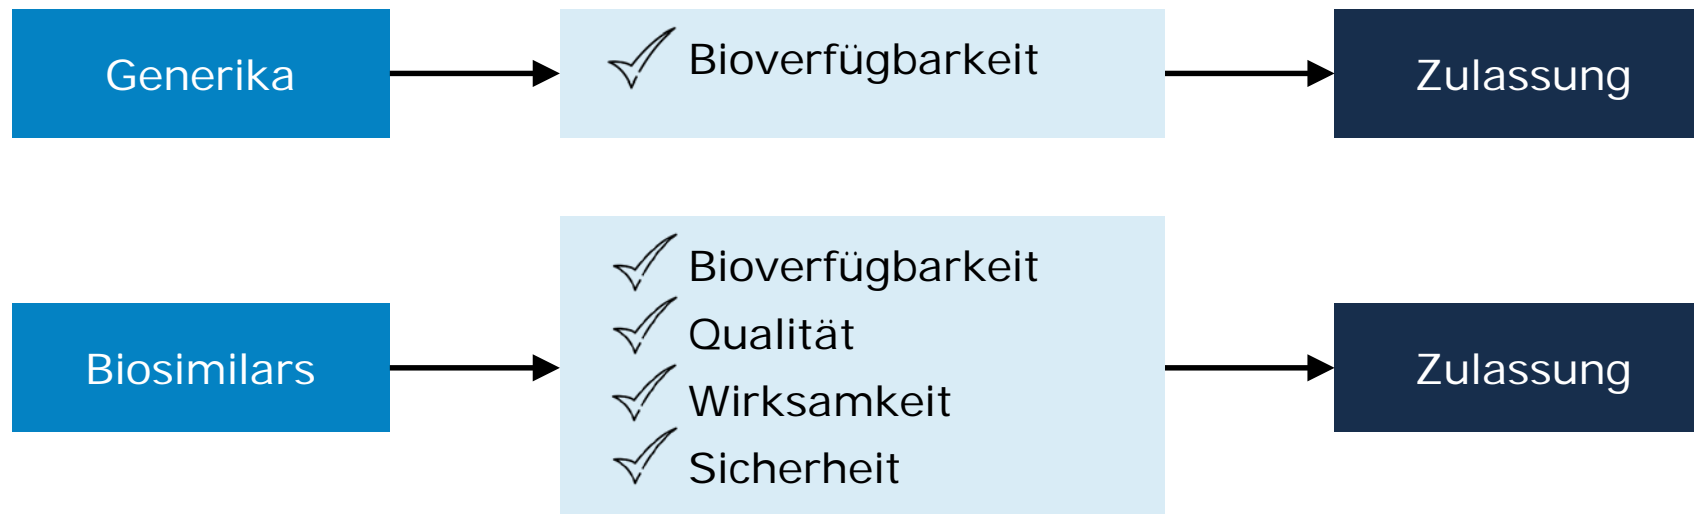 Generika
Bioverfügbarkeit
Zulassung
Biosimilars
Bioverfügbarkeit
Qualität
Wirksamkeit
Sicherheit
Zulassung